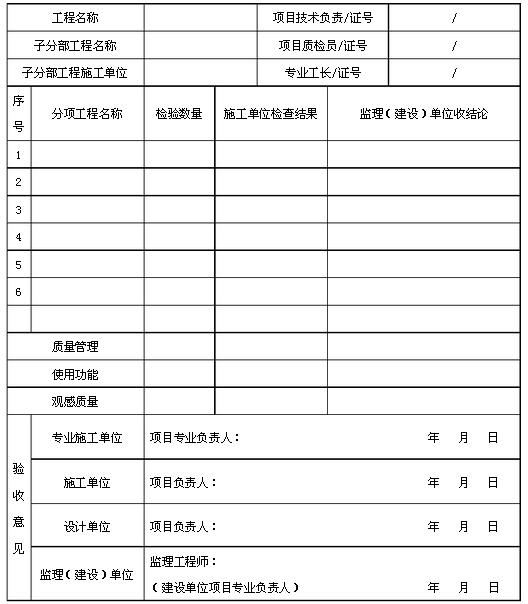 工程名称 项目技术负责/证号 /
子分部工程名称 项目质检员/证号 /
子分部工程施工单位 专业工长/证号 /
序号 分项工程名称 检验数量 施工单位检查结果 监理(建设)单位收结论
1
2
3
4
5
6
质量管理
使用功能
观感质量
验收意见
专业施工单位 项目专业负责人: 年 月 日
施工单位 项目负责人: 年 月 日
设计单位 项目负责人: 年 月 日
监理(建设)单位 监理工程师:
(建设单位项目专业负责人) 年 月 日